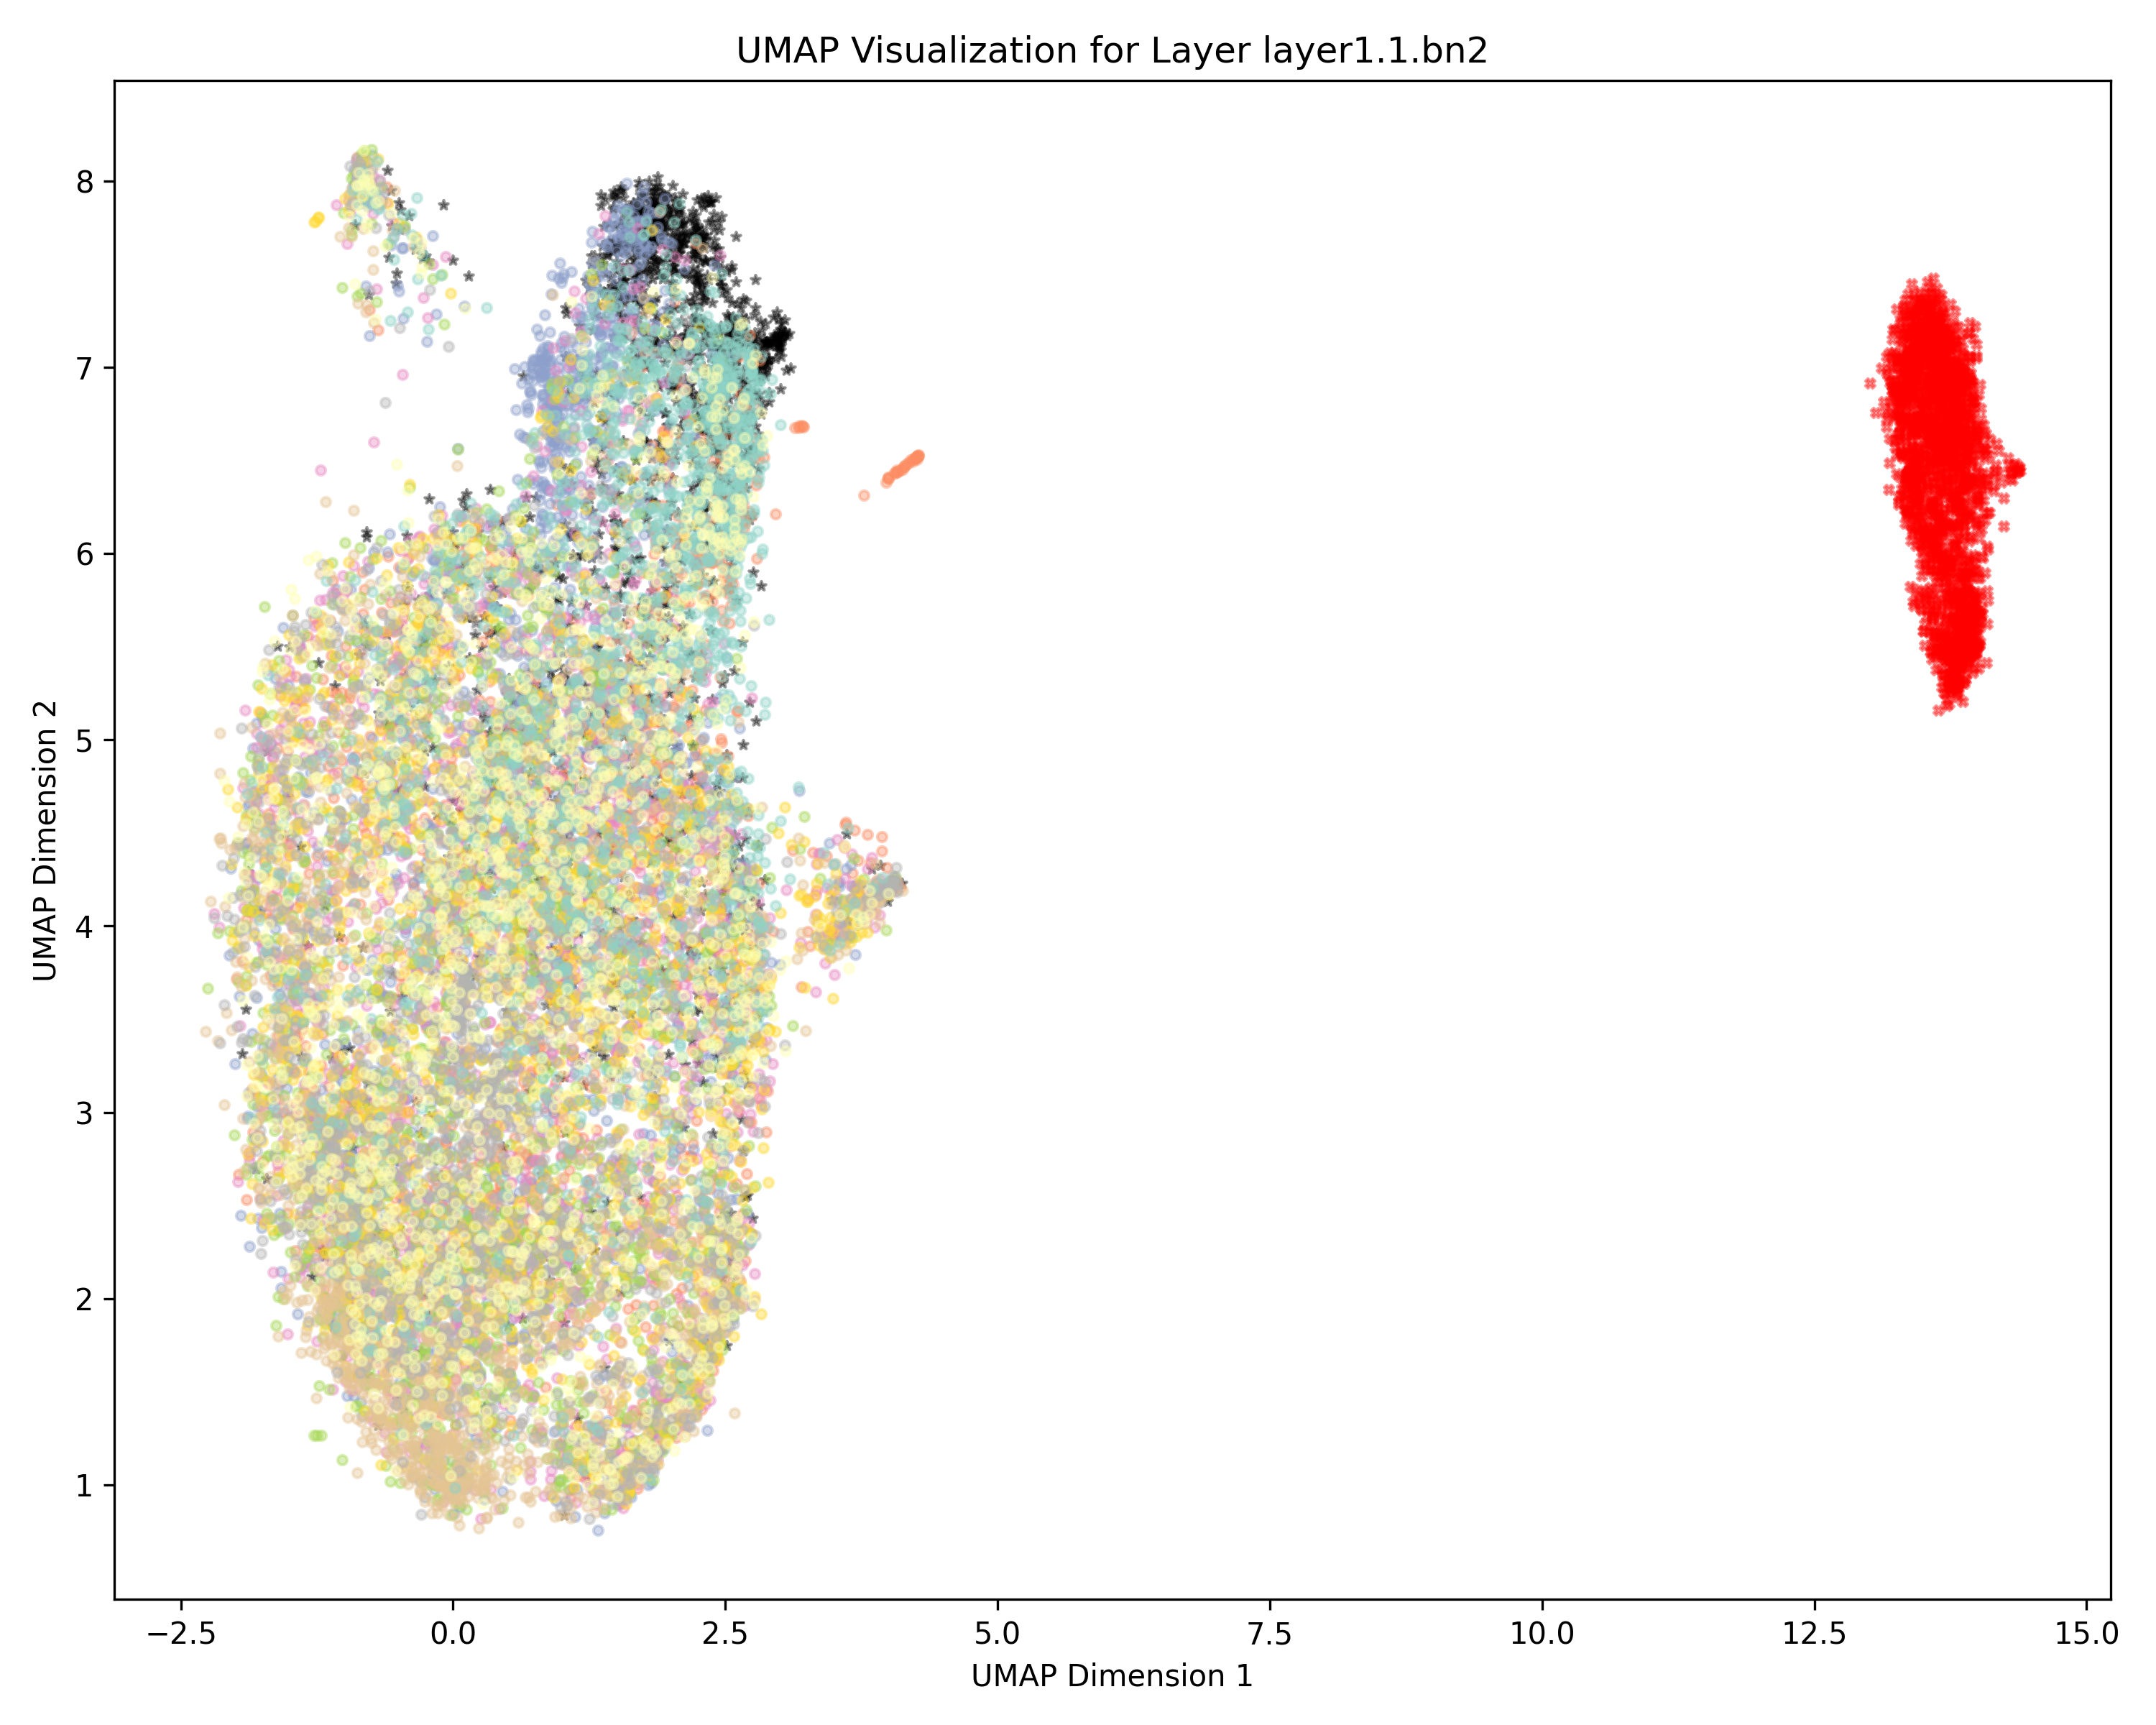 UMAP Visualization for Layer layer1.1.bn2
8
7
6
5
4
3
2
1
UMAP Dimension 2
−2.5 0.0 2.5 5.0 7.5 10.0 12.5 15.0
UMAP Dimension 1